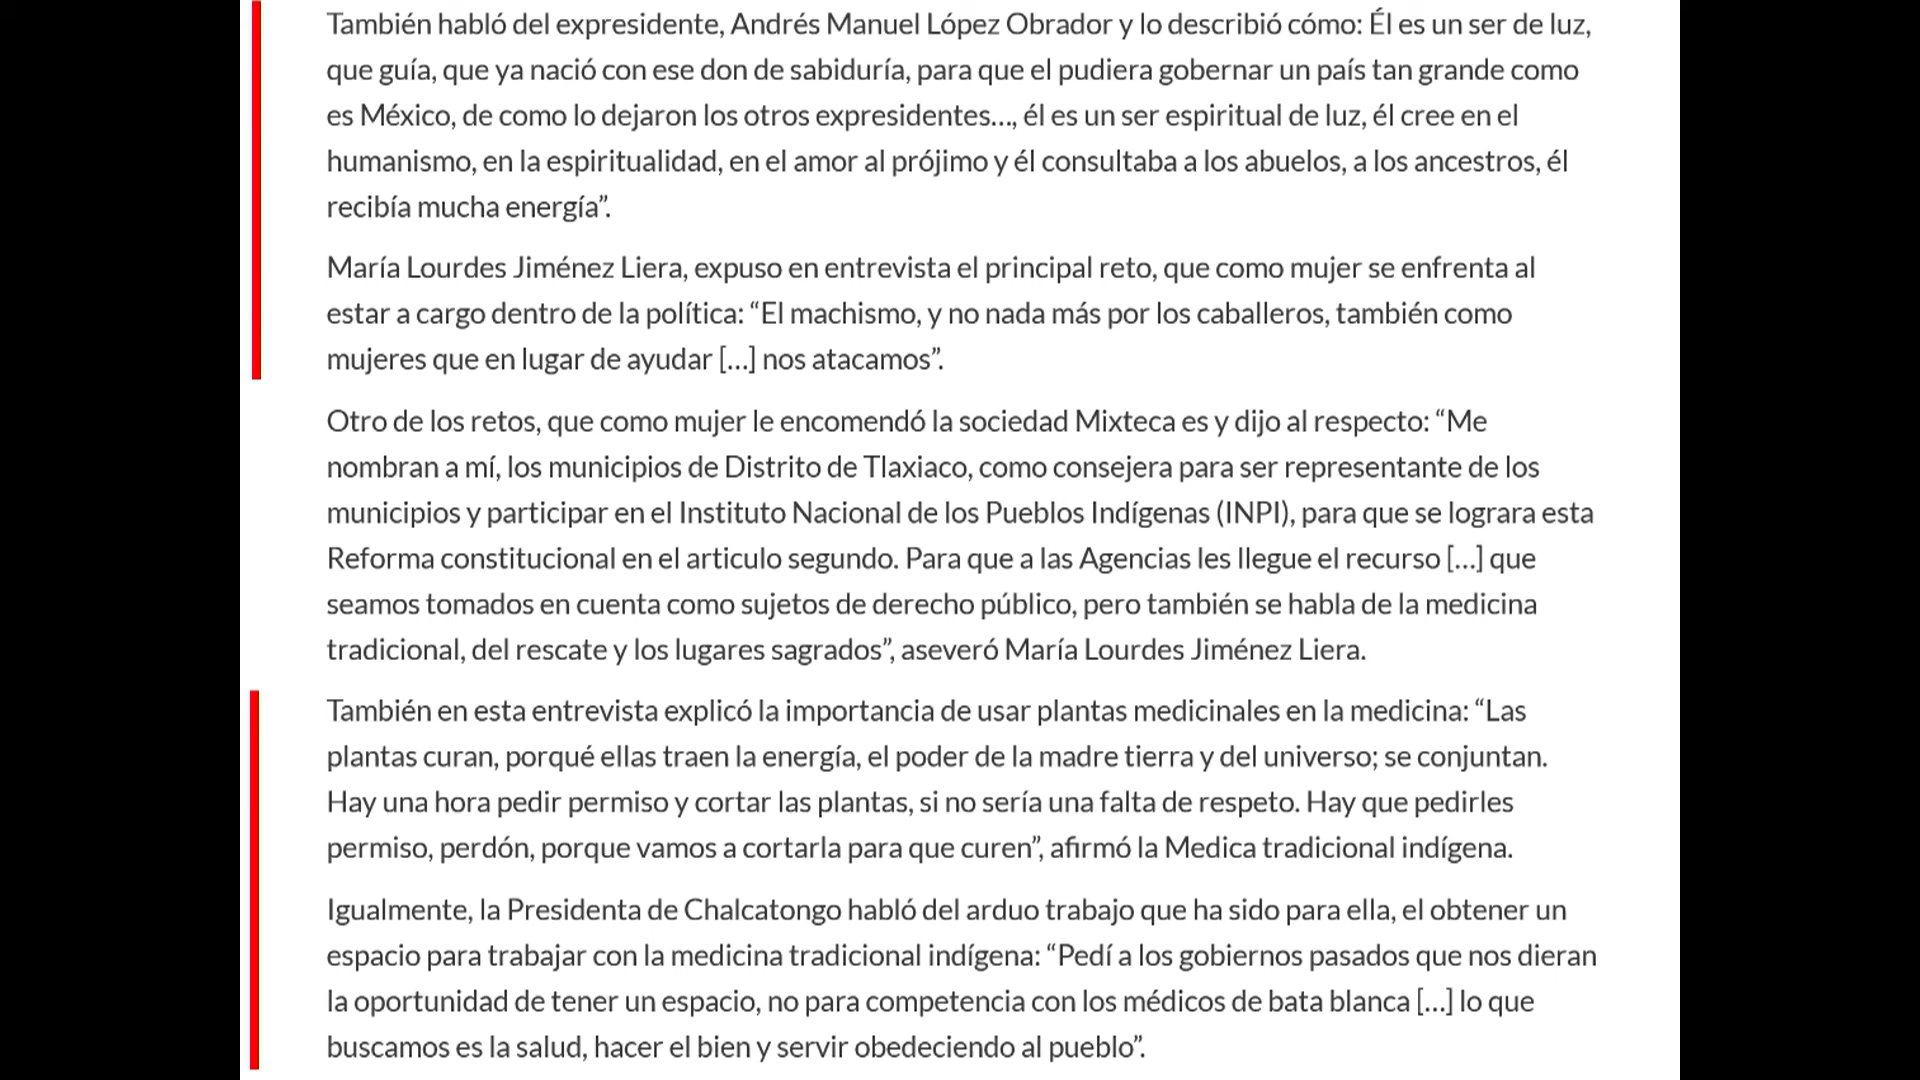 También habló del expresidente, Andrés Manuel López Obrador y lo describió cómo: Él es un ser de luz,
que guía, que ya nació con ese don de sabiduría, para que el pudiera gobernar un país tan grande como
es México, de como lo dejaron los otros expresidentes..., él es un ser espiritual de luz, él cree en el
humanismo, en la espiritualidad, en el amor al prójimo y él consultaba a los abuelos, a los ancestros, él
recibía mucha energía”.
María Lourdes Jiménez Liera, expuso en entrevista el principal reto, que como mujer se enfrenta al
estar a cargo dentro de la política: “El machismo, y no nada más por los caballeros, también como
mujeres que en lugar de ayudar [...] nos atacamos”.
Otro de los retos, que como mujer le encomendó la sociedad Mixteca es y dijo al respecto: “Me
nombran a mí, los municipios de Distrito de Tlaxiaco, como consejera para ser representante de los
municipios y participar en el Instituto Nacional de los Pueblos Indígenas (INPI), para que se lograra esta
Reforma constitucional en el articulo segundo. Para que a las Agencias les llegue el recurso [...] que
seamos tomados en cuenta como sujetos de derecho público, pero también se habla de la medicina
tradicional, del rescate y los lugares sagrados”, aseveró María Lourdes Jiménez Liera.
También en esta entrevista explicó la importancia de usar plantas medicinales en la medicina: “Las
plantas curan, porqué ellas traen la energía, el poder de la madre tierra y del universo; se conjuntan.
Hay una hora pedir permiso y cortar las plantas, si no sería una falta de respeto. Hay que pedirles
permiso, perdón, porque vamos a cortarla para que curen”, afirmó la Medica tradicional indígena.
Igualmente, la Presidenta de Chalcatongo habló del arduo trabajo que ha sido para ella, el obtener un
espacio para trabajar con la medicina tradicional indígena: “Pedí a los gobiernos pasados que nos dieran
la oportunidad de tener un espacio, no para competencia con los médicos de bata blanca [...] lo que
buscamos es la salud, hacer el bien y servir obedeciendo al pueblo”.